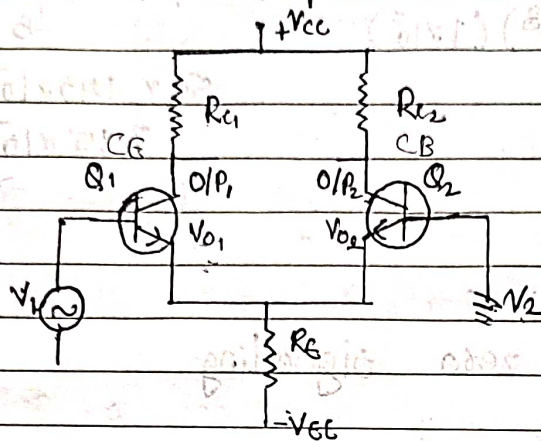 +VCC
RC1
RC2
CE
CB
Q1
O/P1
O/P2
Q2
VO1
VO2
V1
V2
RE
-VEE